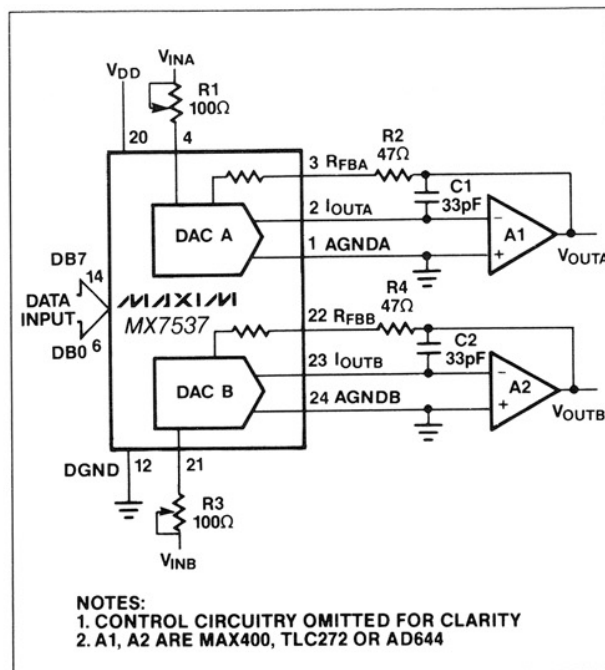 VINA
VDD
R1
100Ω
20
4
R2
47Ω
3 RFBA
C1
33pF
2 IOUTA
DAC A
A1
1 AGNDA
VOUTA
DB7
14
DATA
INPUT
MAXIM
MX7537
R4
47Ω
22 RFBB
DB0
6
C2
33pF
23 IOUTB
DAC B
A2
24 AGNDB
VOUTB
DGND
12
21
R3
100Ω
VINB
NOTES:
1. CONTROL CIRCUITRY OMITTED FOR CLARITY
2. A1, A2 ARE MAX400, TLC272 OR AD644